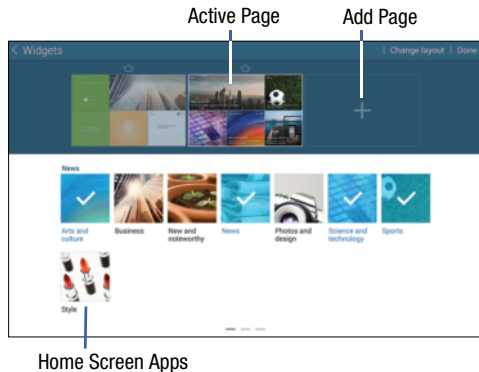 Active Page
Add Page
< Widgets
| Change layout | Done
News
Arts and culture
Business
New and noteworthy
News
Photos and design
Science and technology
Sports
Style
Home Screen Apps